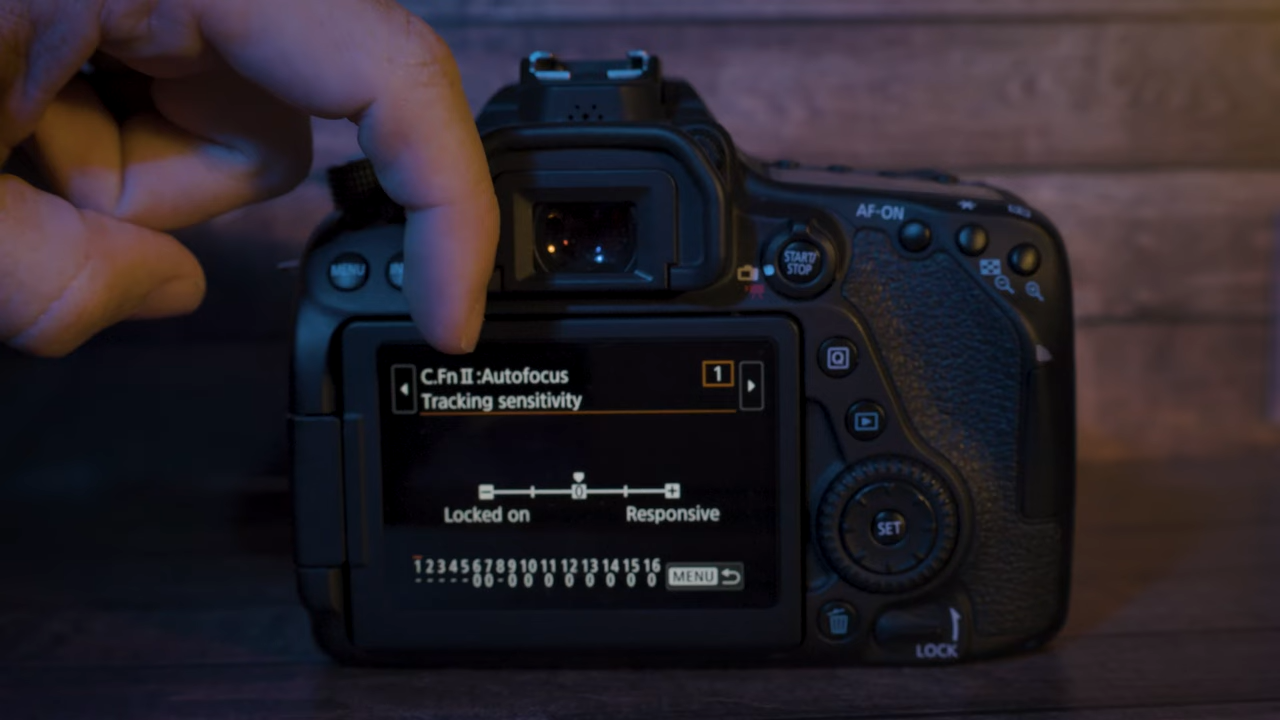 AF-ON
MENU
START/
STOP
Q
C.Fn II :Autofocus
1
Tracking sensitivity
0
Locked on
Responsive
SET
1 2 3 4 5 6 7 8 9 10 11 12 13 14 15 16
- - - - - 0 0 - 0 0 0 0 0 0 0 0
MENU
LOCK